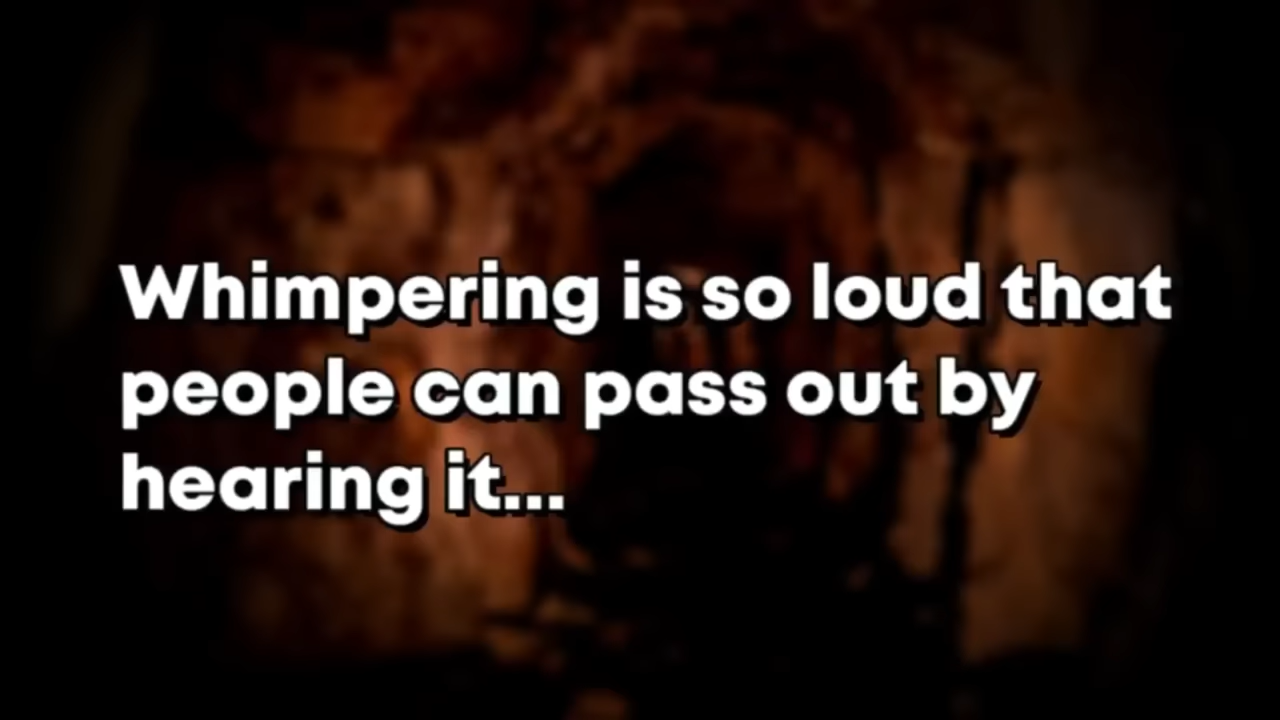 Whimpering is so loud that
people can pass out by
hearing it...